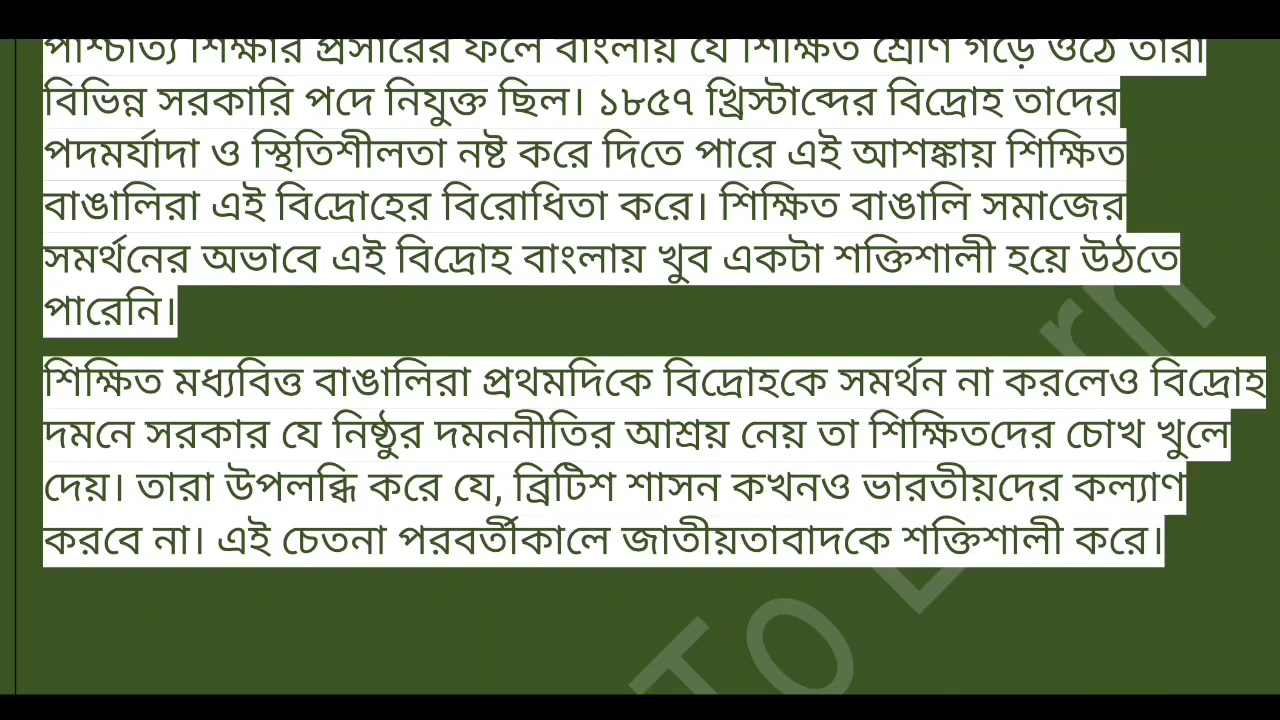 পাশ্চাত্য শিক্ষার প্রসারের ফলে বাংলায় যে শিক্ষিত শ্রেণি গড়ে ওঠে তারা
বিভিন্ন সরকারি পদে নিযুক্ত ছিল। ১৮৫৭ খ্রিস্টাব্দের বিদ্রোহ তাদের
পদমর্যাদা ও স্থিতিশীলতা নষ্ট করে দিতে পারে এই আশঙ্কায় শিক্ষিত
বাঙালিরা এই বিদ্রোহের বিরোধিতা করে। শিক্ষিত বাঙালি সমাজের
সমর্থনের অভাবে এই বিদ্রোহ বাংলায় খুব একটা শক্তিশালী হয়ে উঠতে
পারেনি।
শিক্ষিত মধ্যবিত্ত বাঙালিরা প্রথমদিকে বিদ্রোহকে সমর্থন না করলেও বিদ্রোহ
দমনে সরকার যে নিষ্ঠুর দমননীতির আশ্রয় নেয় তা শিক্ষিতদের চোখ খুলে
দেয়। তারা উপলব্ধি করে যে, ব্রিটিশ শাসন কখনও ভারতীয়দের কল্যাণ
করবে না। এই চেতনা পরবর্তীকালে জাতীয়তাবাদকে শক্তিশালী করে।
To